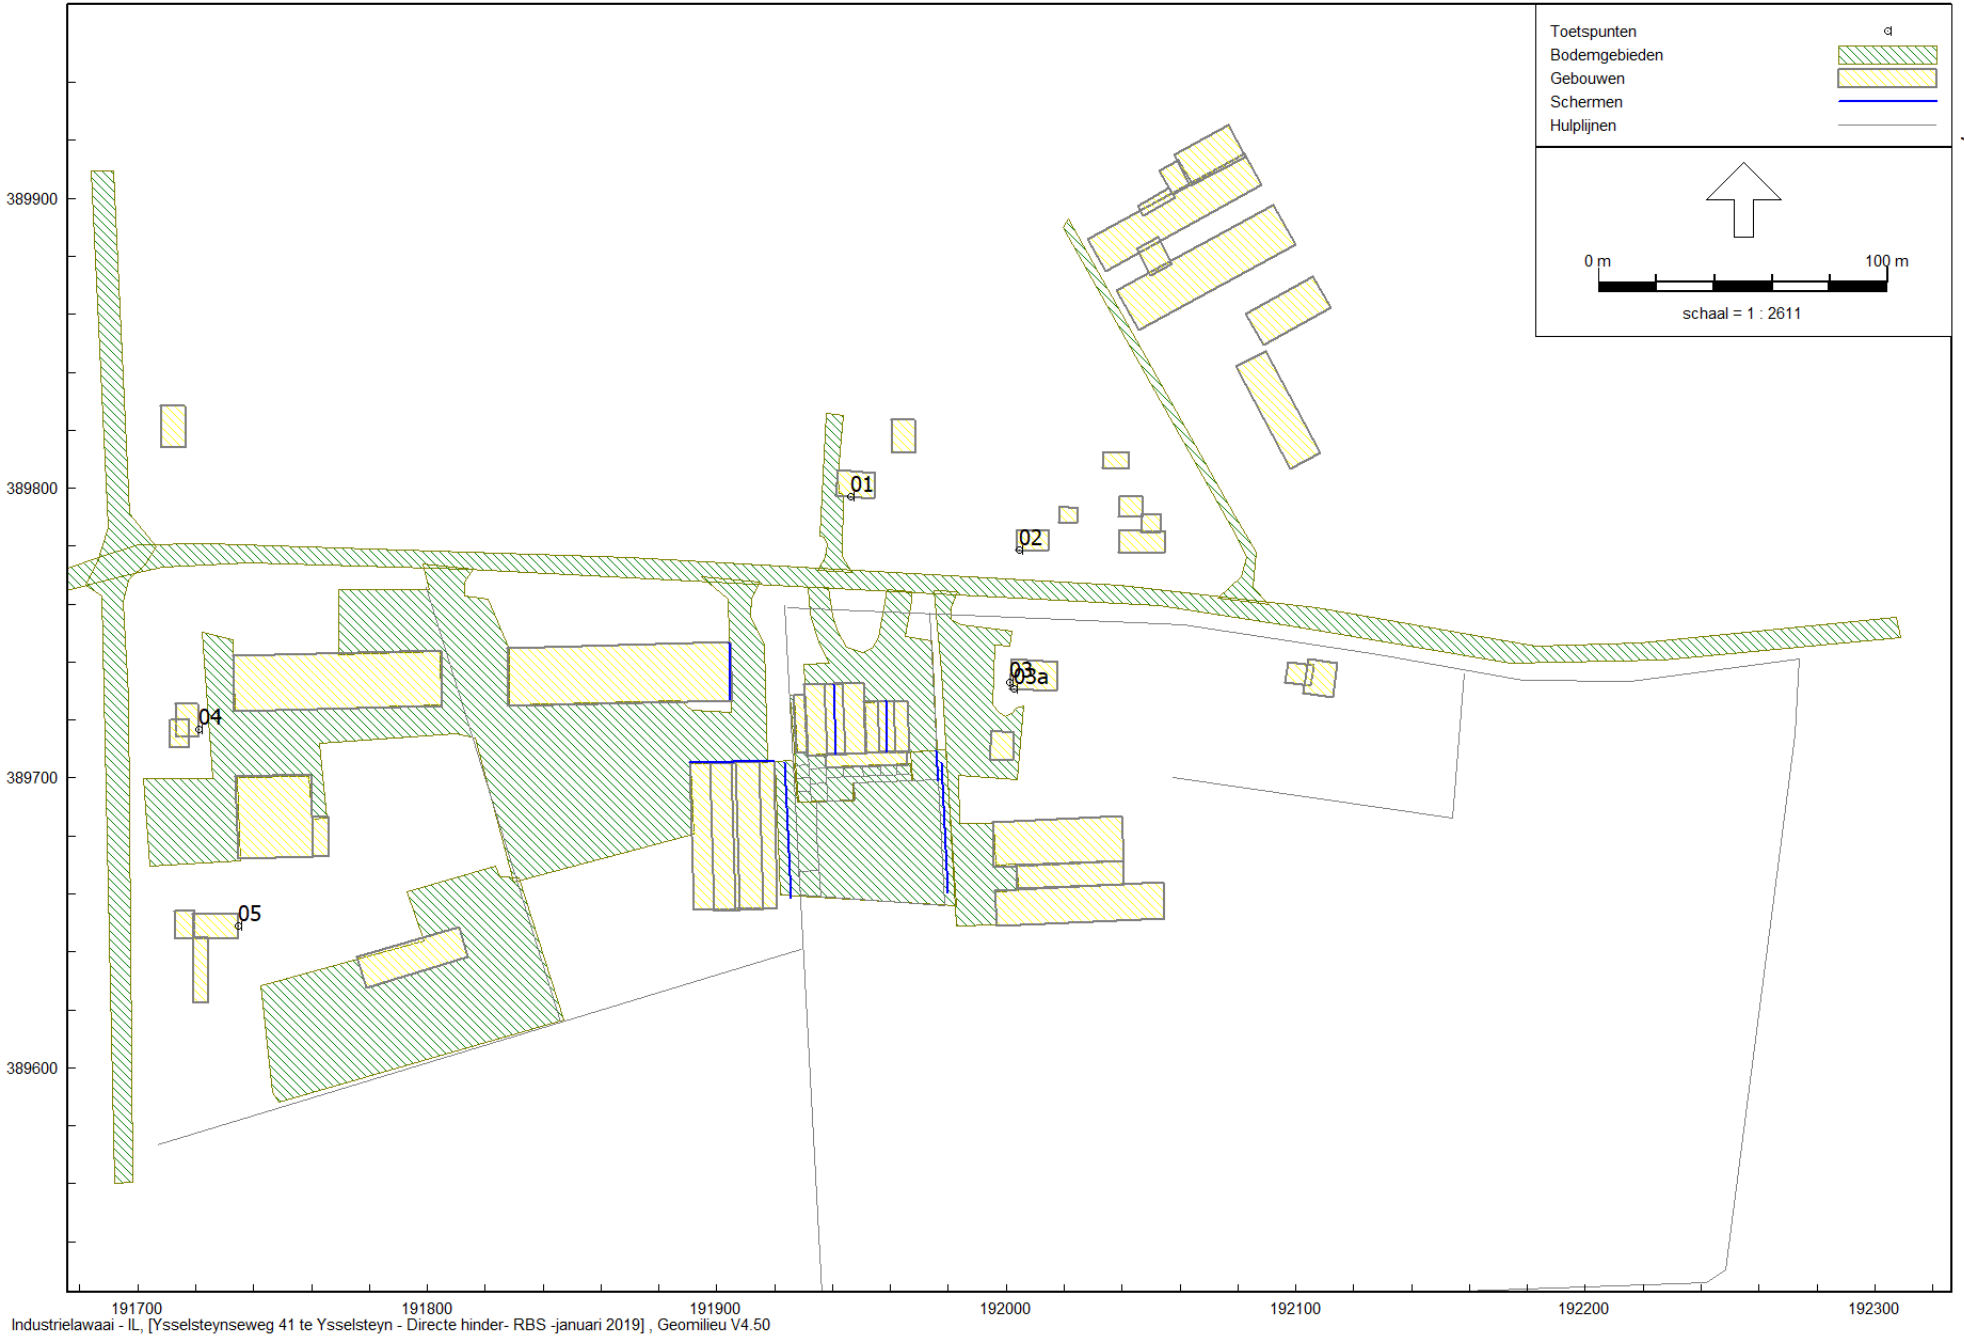 Toetspunten
Bodemgebieden
Gebouwen
Schermen
Hulplijnen
0 m 100 m
schaal = 1 : 2611
389900
389800
389700
389600
01
02
03
03a
04
05
191700 191800 191900 192000 192100 192200 192300
Industrielawaai - IL, [Ysselsteynseweg 41 te Ysselsteyn - Directe hinder- RBS -januari 2019] , Geomilieu V4.50